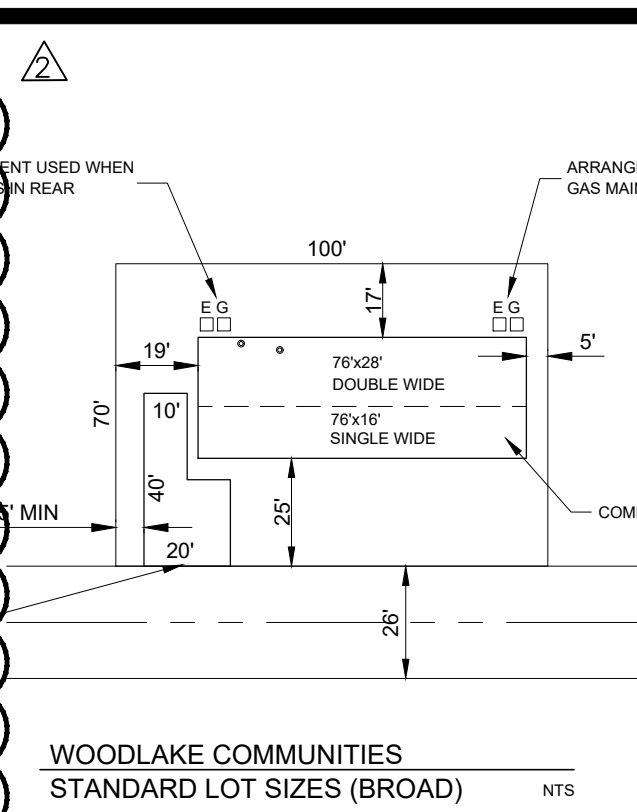 2
ENT USED WHEN
IN REAR
ARRANG
GAS MAI
100'
17'
E G
E G
19'
5'
76'x28'
DOUBLE WIDE
70'
10'
76'x16'
SINGLE WIDE
40'
25'
5' MIN
COM
20'
26'
WOODLAKE COMMUNITIES
STANDARD LOT SIZES (BROAD)
NTS